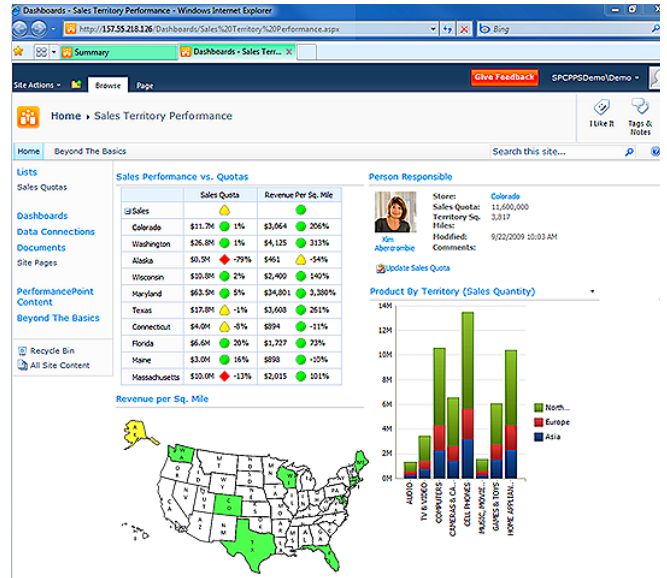 Dashboards - Sales Territory Performance - Windows Internet Explorer
http://157.55.218.126/Dashboards/Sales%20Territory%20Performance.aspx
Bing
Summary
Dashboards - Sales Terr...
Site Actions
Browse
Page
Give Feedback
SPCPPSDemo\Demo
Home
Sales Territory Performance
I Like It
Tags & Notes
Home
Beyond The Basics
Search this site...
Lists
Sales Quotas
Dashboards
Data Connections
Documents
Site Pages
PerformancePoint Content
Beyond The Basics
Recycle Bin
All Site Content
Sales Performance vs. Quotas
Sales Quota Revenue Per Sq. Mile
Sales
Colorado $11.7M 1% $3,064 206%
Washington $26.8M 1% $4,125 313%
Alaska $0.5M -79% $461 -54%
Wisconsin $10.8M 2% $2,400 140%
Maryland $63.5M 5% $34,801 3,380%
Texas $17.8M -1% $3,608 261%
Connecticut $4.0M -8% $894 -11%
Florida $6.6M 20% $1,727 73%
Maine $3.0M 16% $898 -10%
Massachusetts $10.0M -13% $2,015 101%
Revenue per Sq. Mile
Person Responsible
Kim Abercrombie
Store: Colorado
Sales Quota: 11,600,000
Territory Sq. Miles: 3,817
Modified: 9/22/2009 10:03 AM
Comments:
Update Sales Quota
Product By Territory (Sales Quantity)
14M
12M
10M
8M
6M
4M
2M
0M
AUDIO
TV & VIDEO
COMPUTERS
CAMERAS & CA...
CELL PHONES
MUSIC, MOVIE...
GAMES & TOYS
HOME APPLIAN...
North...
Europe
Asia